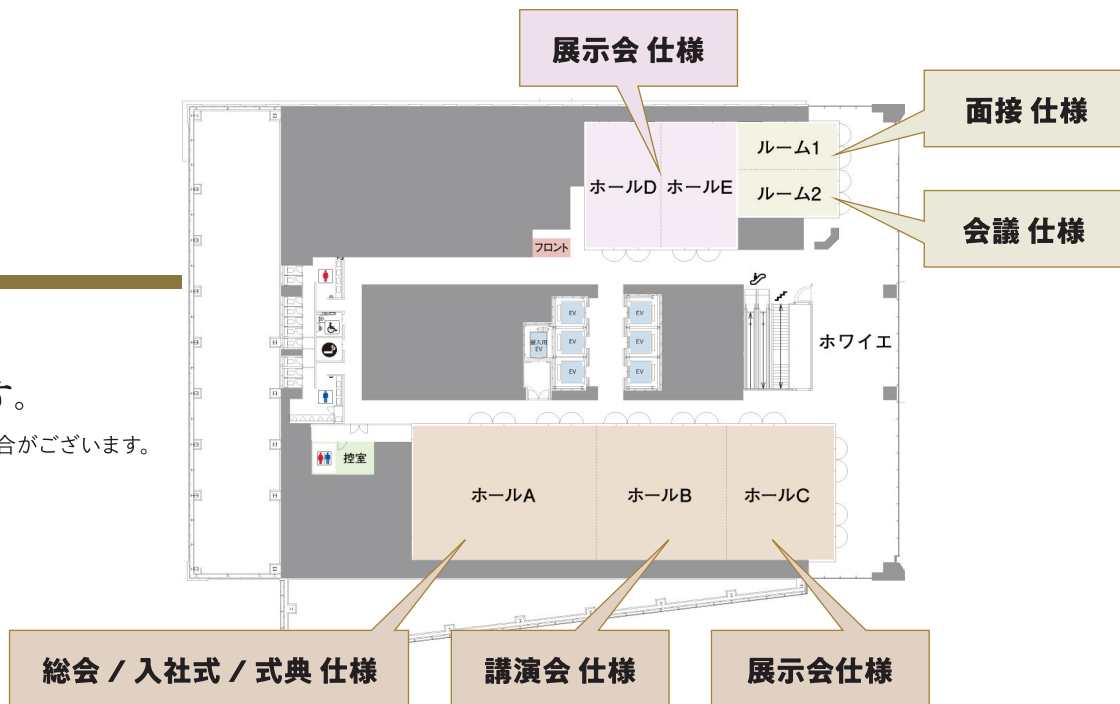 展示会 仕様
面接 仕様
ルーム1
ホールD
ホールE
ルーム2
会議 仕様
フロント
EV
EV
搬入用
EV
EV
EV
EV
EV
ホワイエ
す。
合がございます。
控室
ホールA
ホールB
ホールC
総会 / 入社式 / 式典 仕様
講演会 仕様
展示会仕様